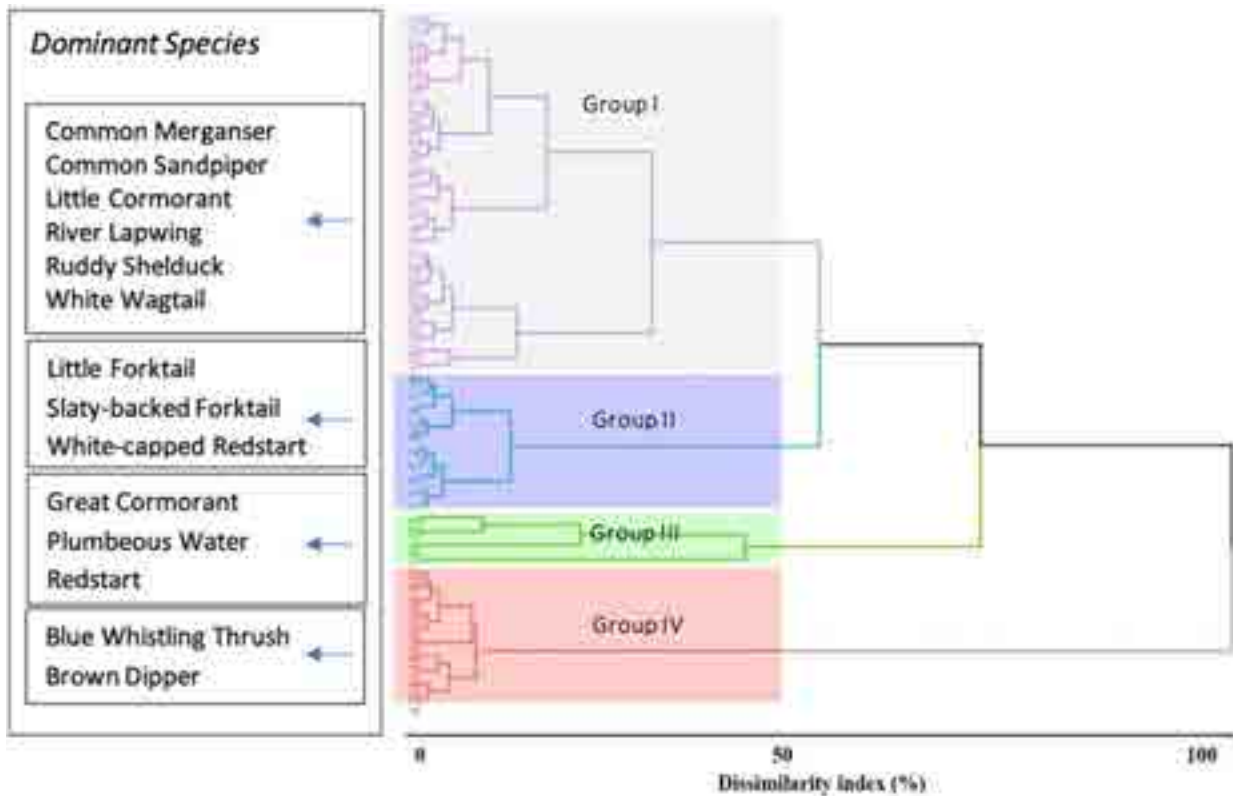 Dominant Species
Common Merganser
Common Sandpiper
Little Cormorant
River Lapwing
Ruddy Shelduck
White Wagtail
Little Forktail
Slaty-backed Forktail
White-capped Redstart
Great Cormorant
Plumbeous Water
Redstart
Blue Whistling Thrush
Brown Dipper
Group I
Group II
Group III
Group IV
0 50 100
Dissimilarity index (%)